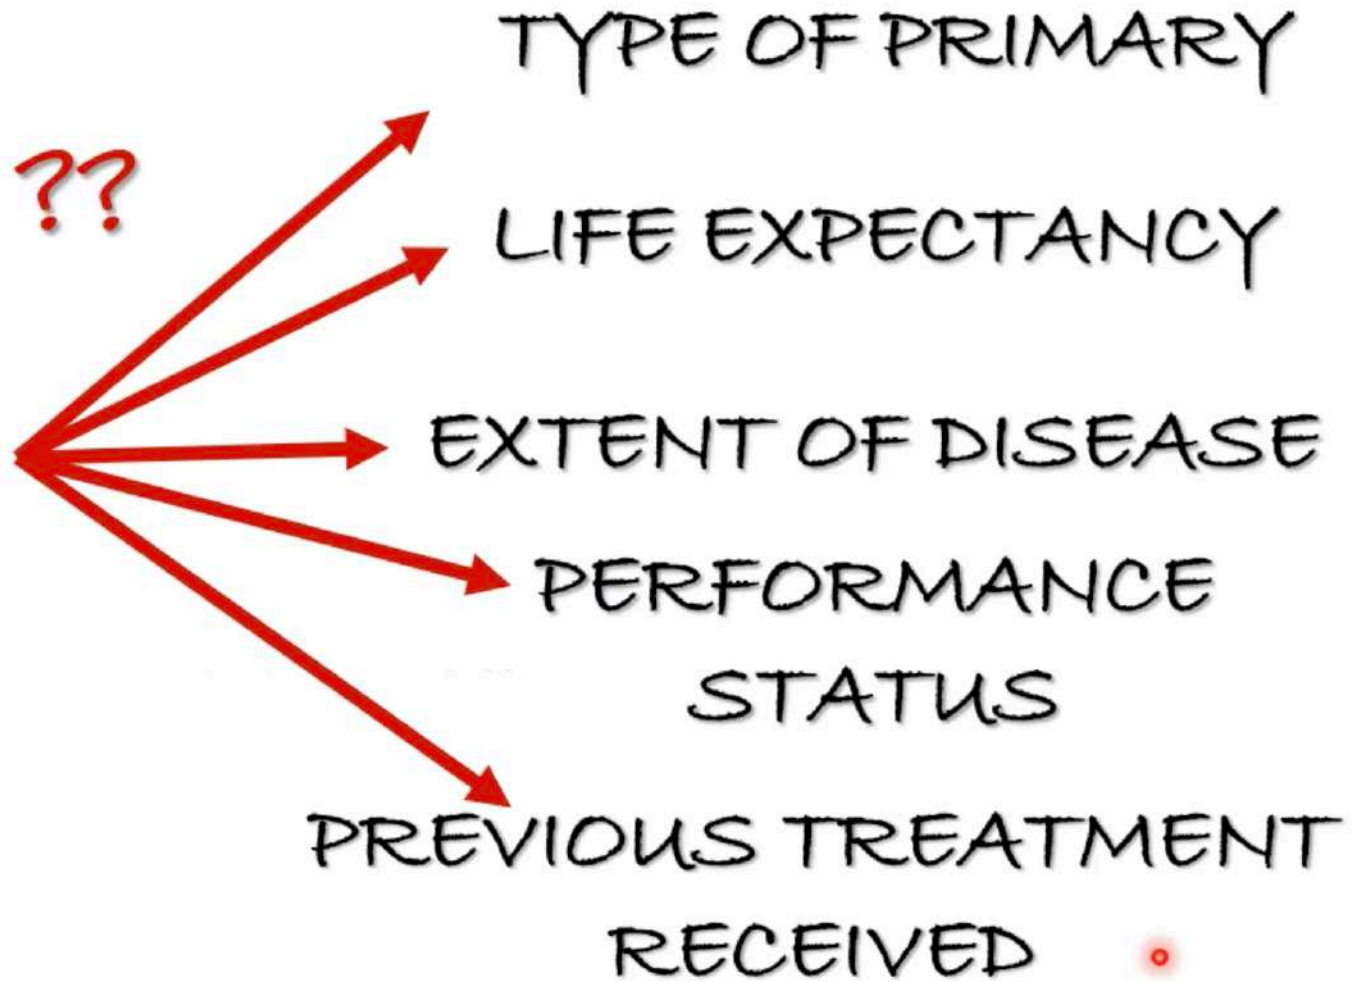 TYPE OF PRIMARY
??
LIFE EXPECTANCY
EXTENT OF DISEASE
PERFORMANCE
STATUS
PREVIOUS TREATMENT
RECEIVED